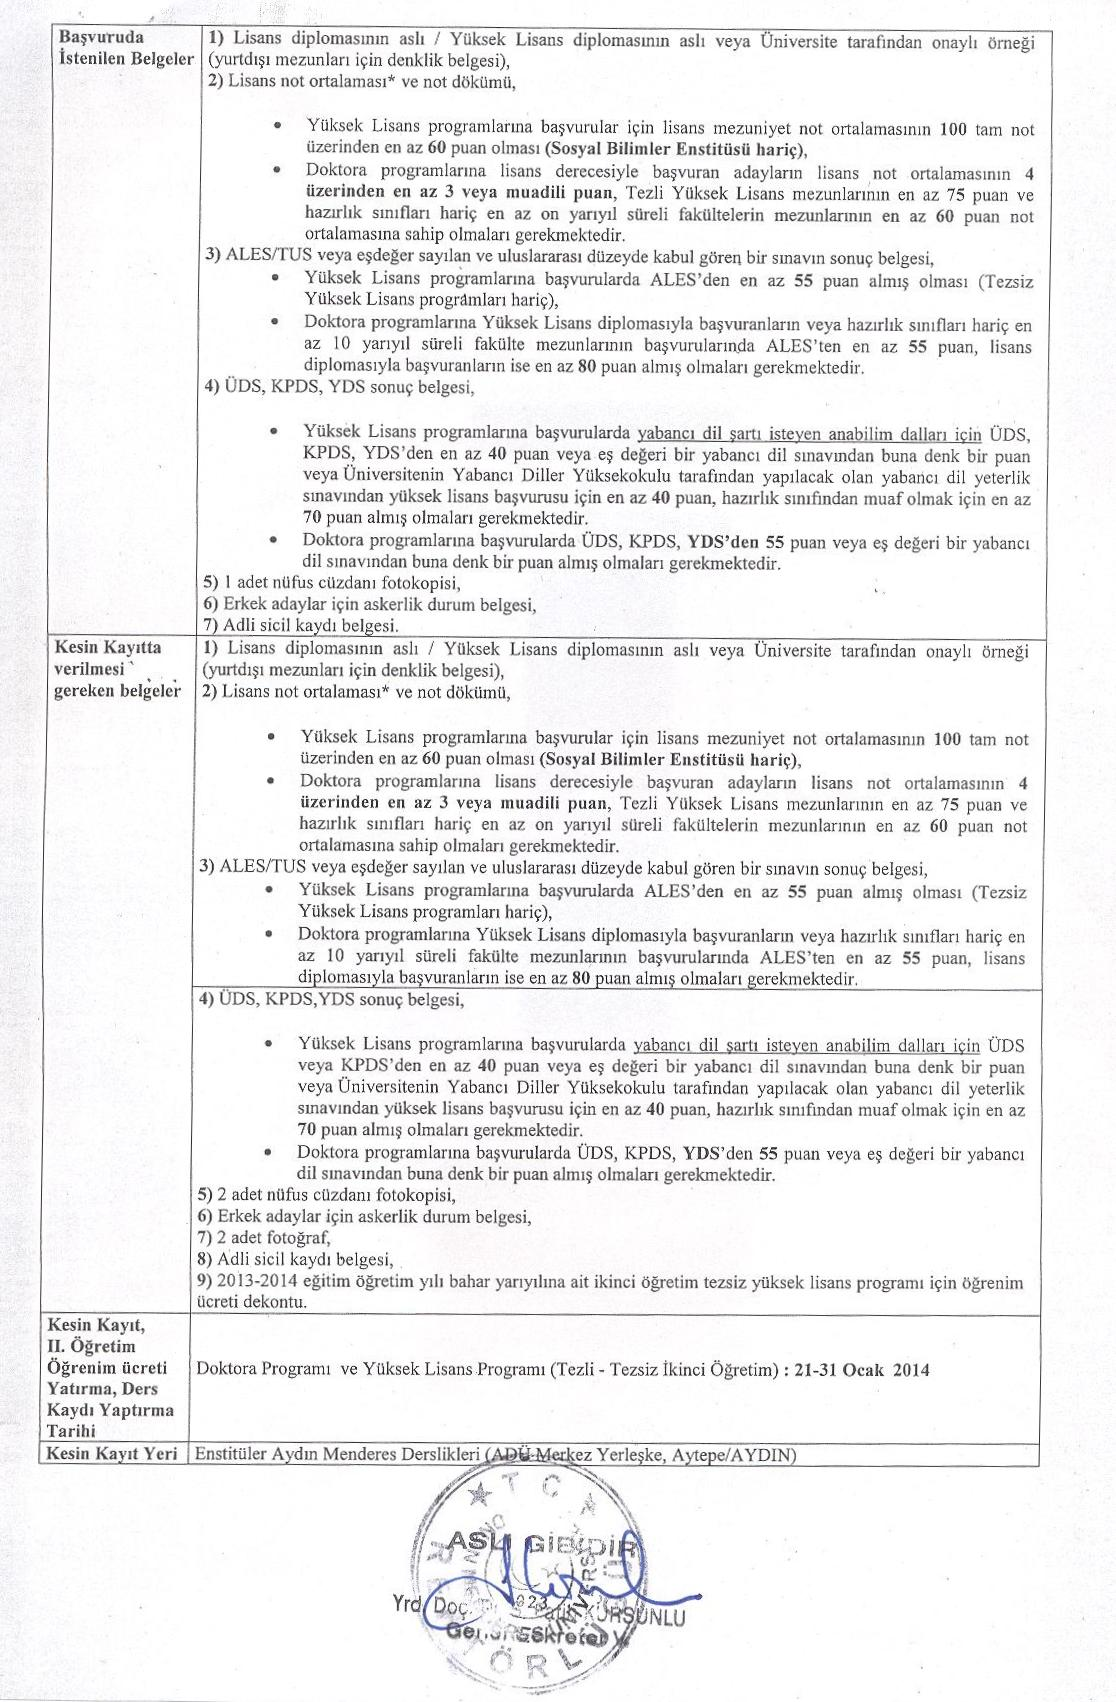 Başvuruda
İstenilen Belgeler
1) Lisans diplomasının aslı / Yüksek Lisans diplomasının aslı veya Üniversite tarafından onaylı örneği
(yurtdışı mezunları için denklik belgesi),
2) Lisans not ortalaması* ve not dökümü,
• Yüksek Lisans programlarına başvurular için lisans mezuniyet not ortalamasının 100 tam not
üzerinden en az 60 puan olması (Sosyal Bilimler Enstitüsü hariç),
• Doktora programlarına lisans derecesiyle başvuran adayların lisans not ortalamasının 4
üzerinden en az 3 veya muadili puan, Tezli Yüksek Lisans mezunlarının en az 75 puan ve
hazırlık sınıfları hariç en az on yarıyıl süreli fakültelerin mezunlarının en az 60 puan not
ortalamasına sahip olmaları gerekmektedir.
3) ALES/TUS veya eşdeğer sayılan ve uluslararası düzeyde kabul gören bir sınavın sonuç belgesi,
• Yüksek Lisans programlarına başvurularda ALES'den en az 55 puan almış olması (Tezsiz
Yüksek Lisans programları hariç),
• Doktora programlarına Yüksek Lisans diplomasıyla başvuranların veya hazırlık sınıfları hariç en
az 10 yarıyıl süreli fakülte mezunlarının başvurularında ALES'ten en az 55 puan, lisans
diplomasıyla başvuranların ise en az 80 puan almış olmaları gerekmektedir.
4) ÜDS, KPDS, YDS sonuç belgesi,
• Yüksek Lisans programlarına başvurularda yabancı dil şartı isteyen anabilim dalları için ÜDS,
KPDS, YDS'den en az 40 puan veya eş değeri bir yabancı dil sınavından buna denk bir puan
veya Üniversitenin Yabancı Diller Yüksekokulu tarafından yapılacak olan yabancı dil yeterlik
sınavından yüksek lisans başvurusu için en az 40 puan, hazırlık sınıfından muaf olmak için en az
70 puan almış olmaları gerekmektedir.
• Doktora programlarına başvurularda ÜDS, KPDS, YDS'den 55 puan veya eş değeri bir yabancı
dil sınavından buna denk bir puan almış olmaları gerekmektedir.
5) 1 adet nüfus cüzdanı fotokopisi,
6) Erkek adaylar için askerlik durum belgesi,
7) Adli sicil kaydı belgesi.
Kesin Kayıtta
verilmesi
gereken belgeler
1) Lisans diplomasının aslı / Yüksek Lisans diplomasının aslı veya Üniversite tarafından onaylı örneği
(yurtdışı mezunları için denklik belgesi),
2) Lisans not ortalaması* ve not dökümü,
• Yüksek Lisans programlarına başvurular için lisans mezuniyet not ortalamasının 100 tam not
üzerinden en az 60 puan olması (Sosyal Bilimler Enstitüsü hariç),
• Doktora programlarına lisans derecesiyle başvuran adayların lisans not ortalamasının 4
üzerinden en az 3 veya muadili puan, Tezli Yüksek Lisans mezunlarının en az 75 puan ve
hazırlık sınıfları hariç en az on yarıyıl süreli fakültelerin mezunlarının en az 60 puan not
ortalamasına sahip olmaları gerekmektedir.
3) ALES/TUS veya eşdeğer sayılan ve uluslararası düzeyde kabul gören bir sınavın sonuç belgesi,
• Yüksek Lisans programlarına başvurularda ALES'den en az 55 puan almış olması (Tezsiz
Yüksek Lisans programları hariç),
• Doktora programlarına Yüksek Lisans diplomasıyla başvuranların veya hazırlık sınıfları hariç en
az 10 yarıyıl süreli fakülte mezunlarının başvurularında ALES'ten en az 55 puan, lisans
diplomasıyla başvuranların ise en az 80 puan almış olmaları gerekmektedir.
4) ÜDS, KPDS,YDS sonuç belgesi,
• Yüksek Lisans programlarına başvurularda yabancı dil şartı isteyen anabilim dalları için ÜDS
veya KPDS'den en az 40 puan veya eş değeri bir yabancı dil sınavından buna denk bir puan
veya Üniversitenin Yabancı Diller Yüksekokulu tarafından yapılacak olan yabancı dil yeterlik
sınavından yüksek lisans başvurusu için en az 40 puan, hazırlık sınıfından muaf olmak için en az
70 puan almış olmaları gerekmektedir.
• Doktora programlarına başvurularda ÜDS, KPDS, YDS'den 55 puan veya eş değeri bir yabancı
dil sınavından buna denk bir puan almış olmaları gerekmektedir.
5) 2 adet nüfus cüzdanı fotokopisi,
6) Erkek adaylar için askerlik durum belgesi,
7) 2 adet fotoğraf,
8) Adli sicil kaydı belgesi,
9) 2013-2014 eğitim öğretim yılı bahar yarıyılına ait ikinci öğretim tezsiz yüksek lisans programı için öğrenim
ücreti dekontu.
Kesin Kayıt,
II. Öğretim
Öğrenim ücreti
Yatırma, Ders
Kaydı Yaptırma
Tarihi
Doktora Programı ve Yüksek Lisans Programı (Tezli - Tezsiz İkinci Öğretim) : 21-31 Ocak 2014
Kesin Kayıt Yeri
Enstitüler Aydın Menderes Derslikleri (ADÜ-Merkez Yerleşke, Aytepe/AYDIN)
T C
ASLI GİBİDİR
Yrd. Doç. KURŞUNLU
Genel Sekreter V.